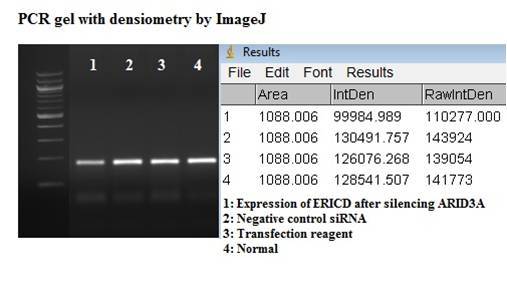 PCR gel with densiometry by ImageJ
1 2 3 4
Results
File Edit Font Results
Area IntDen RawIntDen
1 1088.006 99984.989 110277.000
2 1088.006 130491.757 143924
3 1088.006 126076.268 139054
4 1088.006 128541.507 141773
1: Expression of ERICD after silencing ARID3A
2: Negative control siRNA
3: Transfection reagent
4: Normal